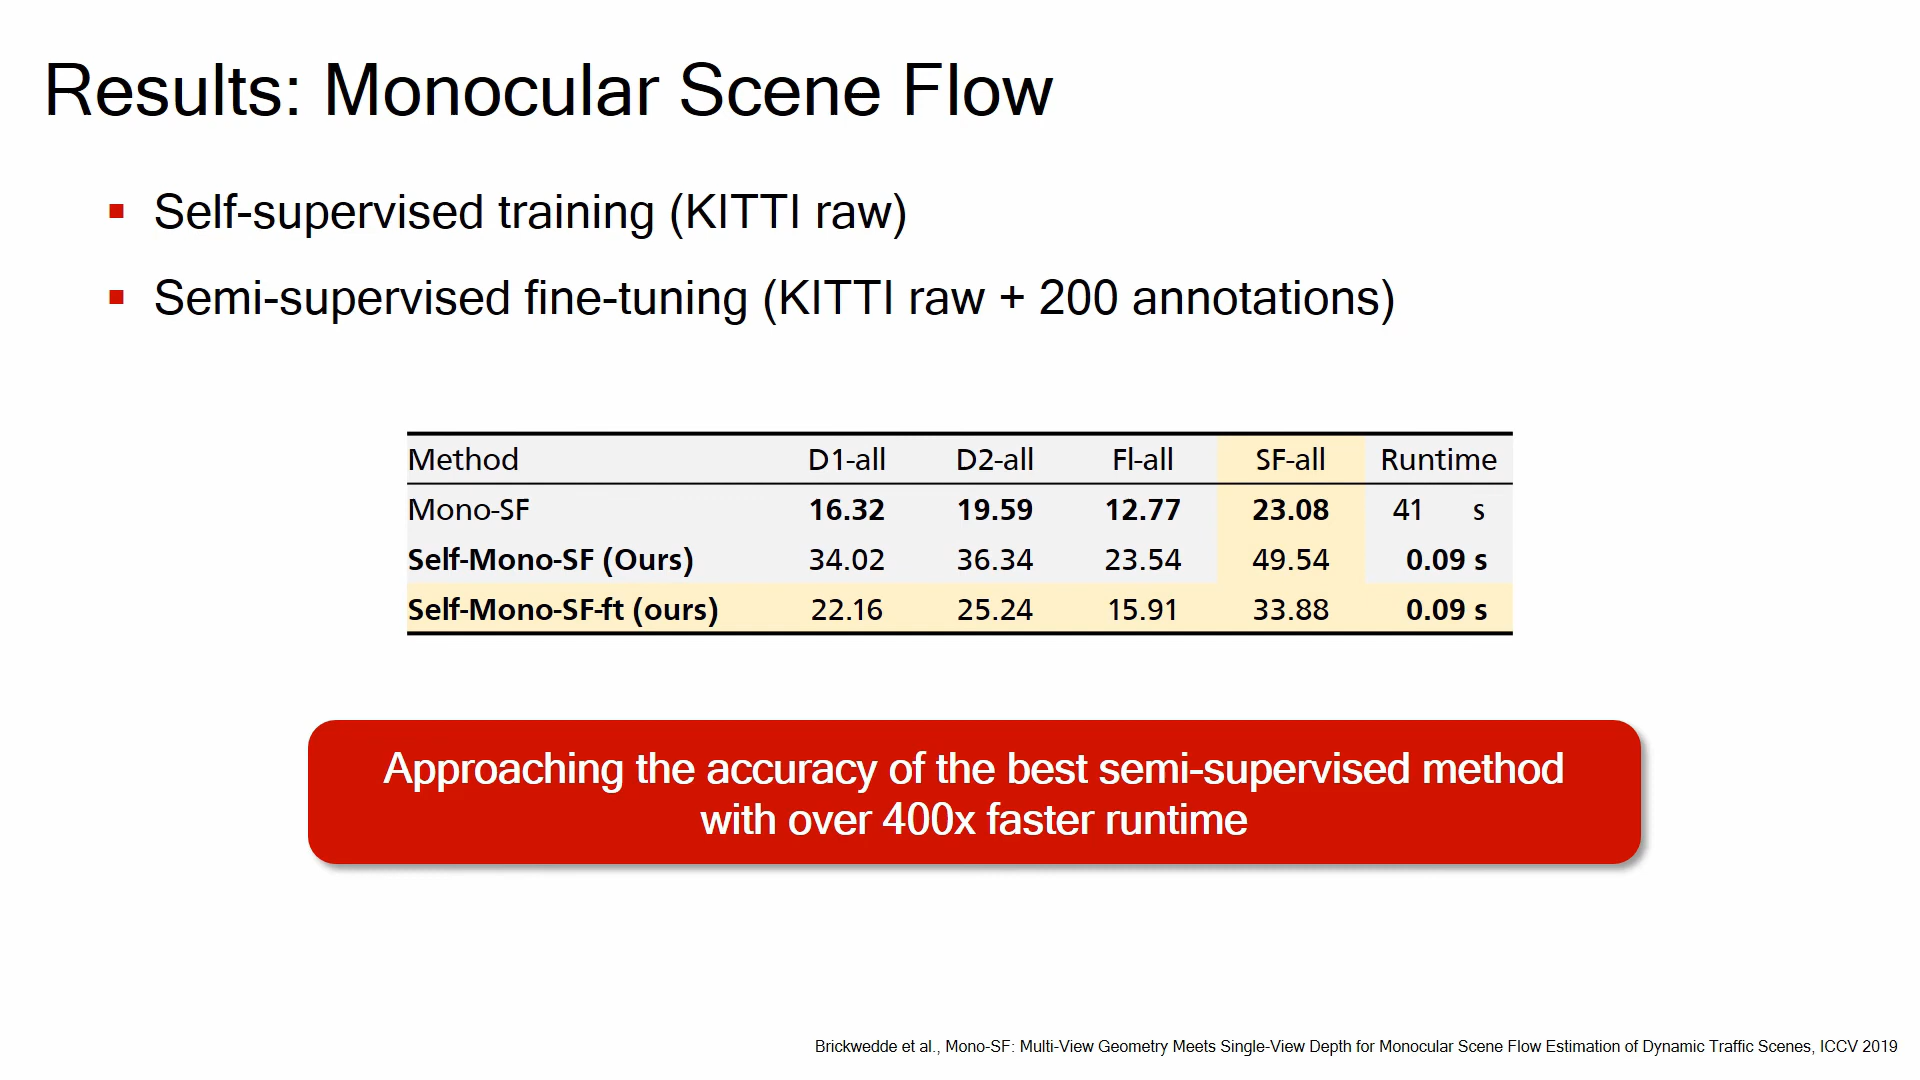 Results: Monocular Scene Flow
▪ Self-supervised training (KITTI raw)
▪ Semi-supervised fine-tuning (KITTI raw + 200 annotations)
Method D1-all D2-all Fl-all SF-all Runtime
Mono-SF 16.32 19.59 12.77 23.08 41 s
Self-Mono-SF (Ours) 34.02 36.34 23.54 49.54 0.09 s
Self-Mono-SF-ft (ours) 22.16 25.24 15.91 33.88 0.09 s
Approaching the accuracy of the best semi-supervised method
with over 400x faster runtime
Brickwedde et al., Mono-SF: Multi-View Geometry Meets Single-View Depth for Monocular Scene Flow Estimation of Dynamic Traffic Scenes, ICCV 2019